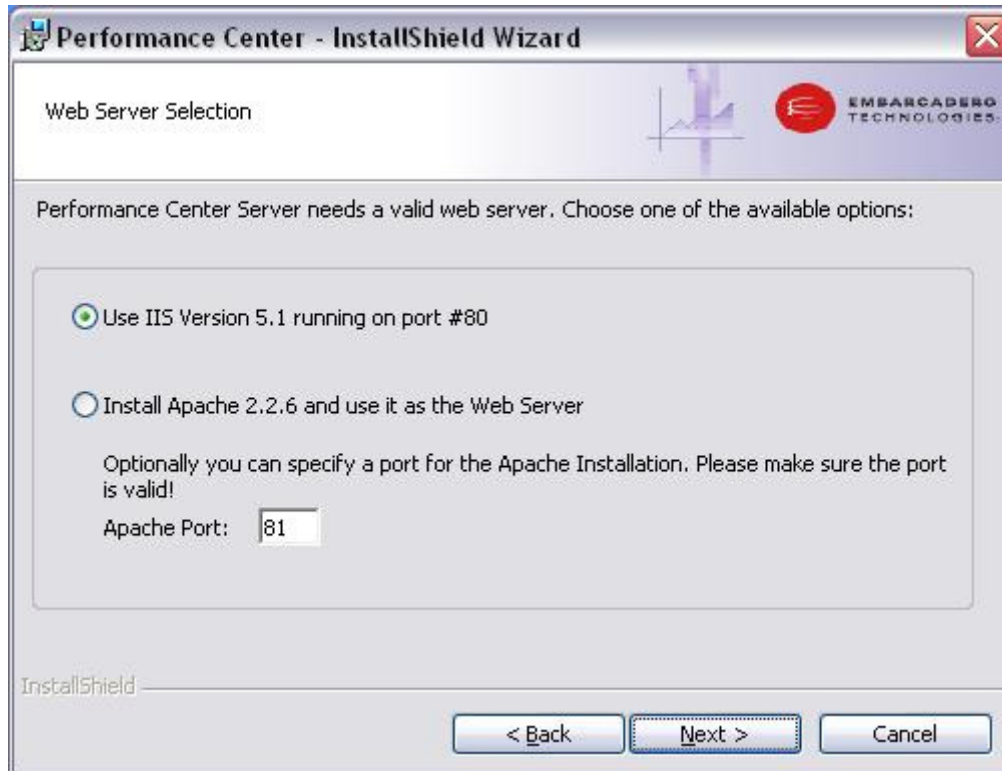 Performance Center - InstallShield Wizard
Web Server Selection
EMBARCADERO
TECHNOLOGIES
Performance Center Server needs a valid web server. Choose one of the available options:
Use IIS Version 5.1 running on port #80
Install Apache 2.2.6 and use it as the Web Server
Optionally you can specify a port for the Apache Installation. Please make sure the port
is valid!
Apache Port: 81
InstallShield
< Back Next > Cancel